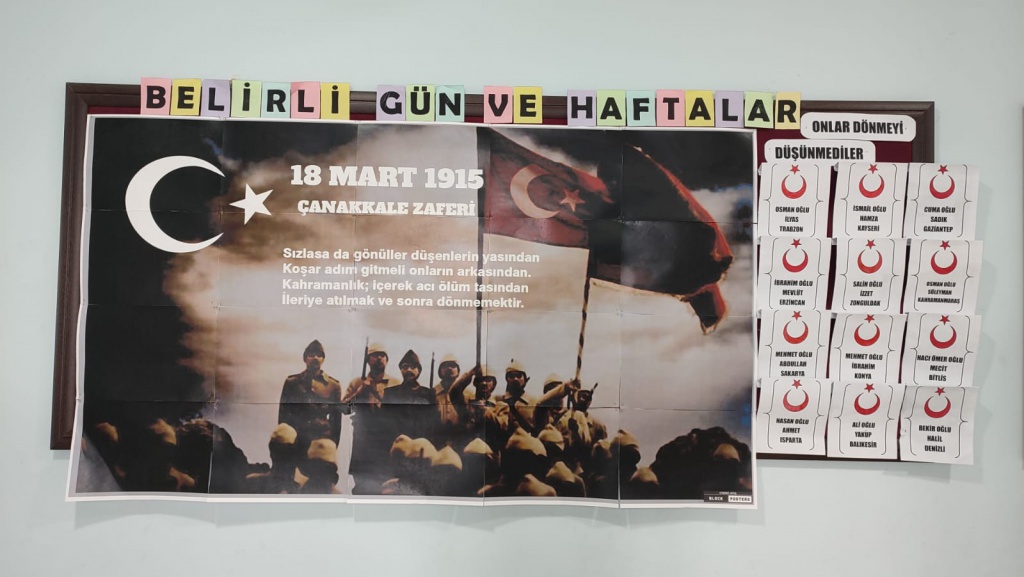 BELİRLİ GÜN VE HAFTALAR
18 MART 1915
ÇANAKKALE ZAFERİ
Sızlasa da gönüller düşenlerin yasından
Koşar adım gitmeli onların arkasından.
Kahramanlık; içerek acı ölüm tasından
İleriye atılmak ve sonra dönmemektir.
BLOCK POSTERS
ONLAR DÖNMEYİ
DÜŞÜNMEDİLER
OSMAN OĞLU
İLYAS
TRABZON
İSMAİL OĞLU
HAMZA
KAYSERİ
CUMA OĞLU
SADIK
GAZİANTEP
İBRAHİM OĞLU
MEVLÜT
ERZİNCAN
SALİH OĞLU
İZZET
ZONGULDAK
OSMAN OĞLU
SÜLEYMAN
KAHRAMANMARAŞ
MEHMET OĞLU
ABDULLAH
SAKARYA
MEHMET OĞLU
İBRAHİM
KONYA
HACI ÖMER OĞLU
MECİT
BİTLİS
HASAN OĞLU
AHMET
ISPARTA
ALİ OĞLU
YAKUP
BALIKESİR
BEKİR OĞLU
HALİL
DENİZLİ